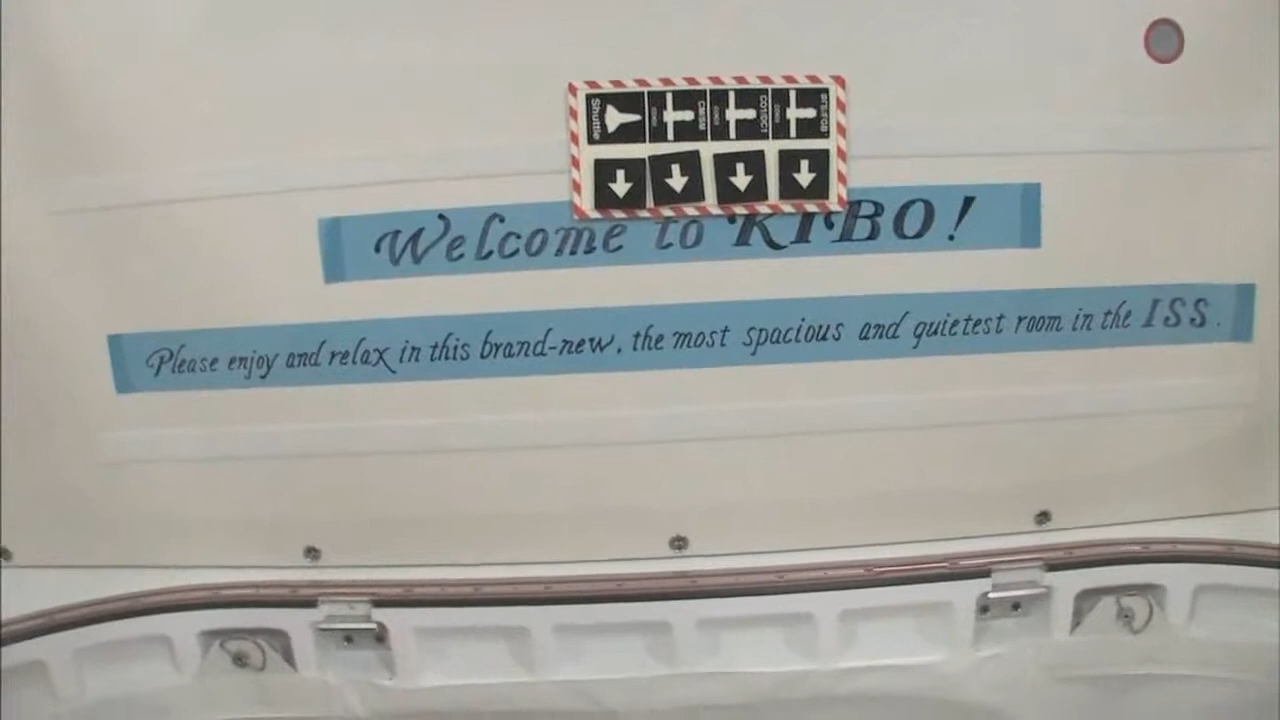 Shuttle
Welcome to KIBO!
Please enjoy and relax in this brand-new, the most spacious and quietest room in the ISS.